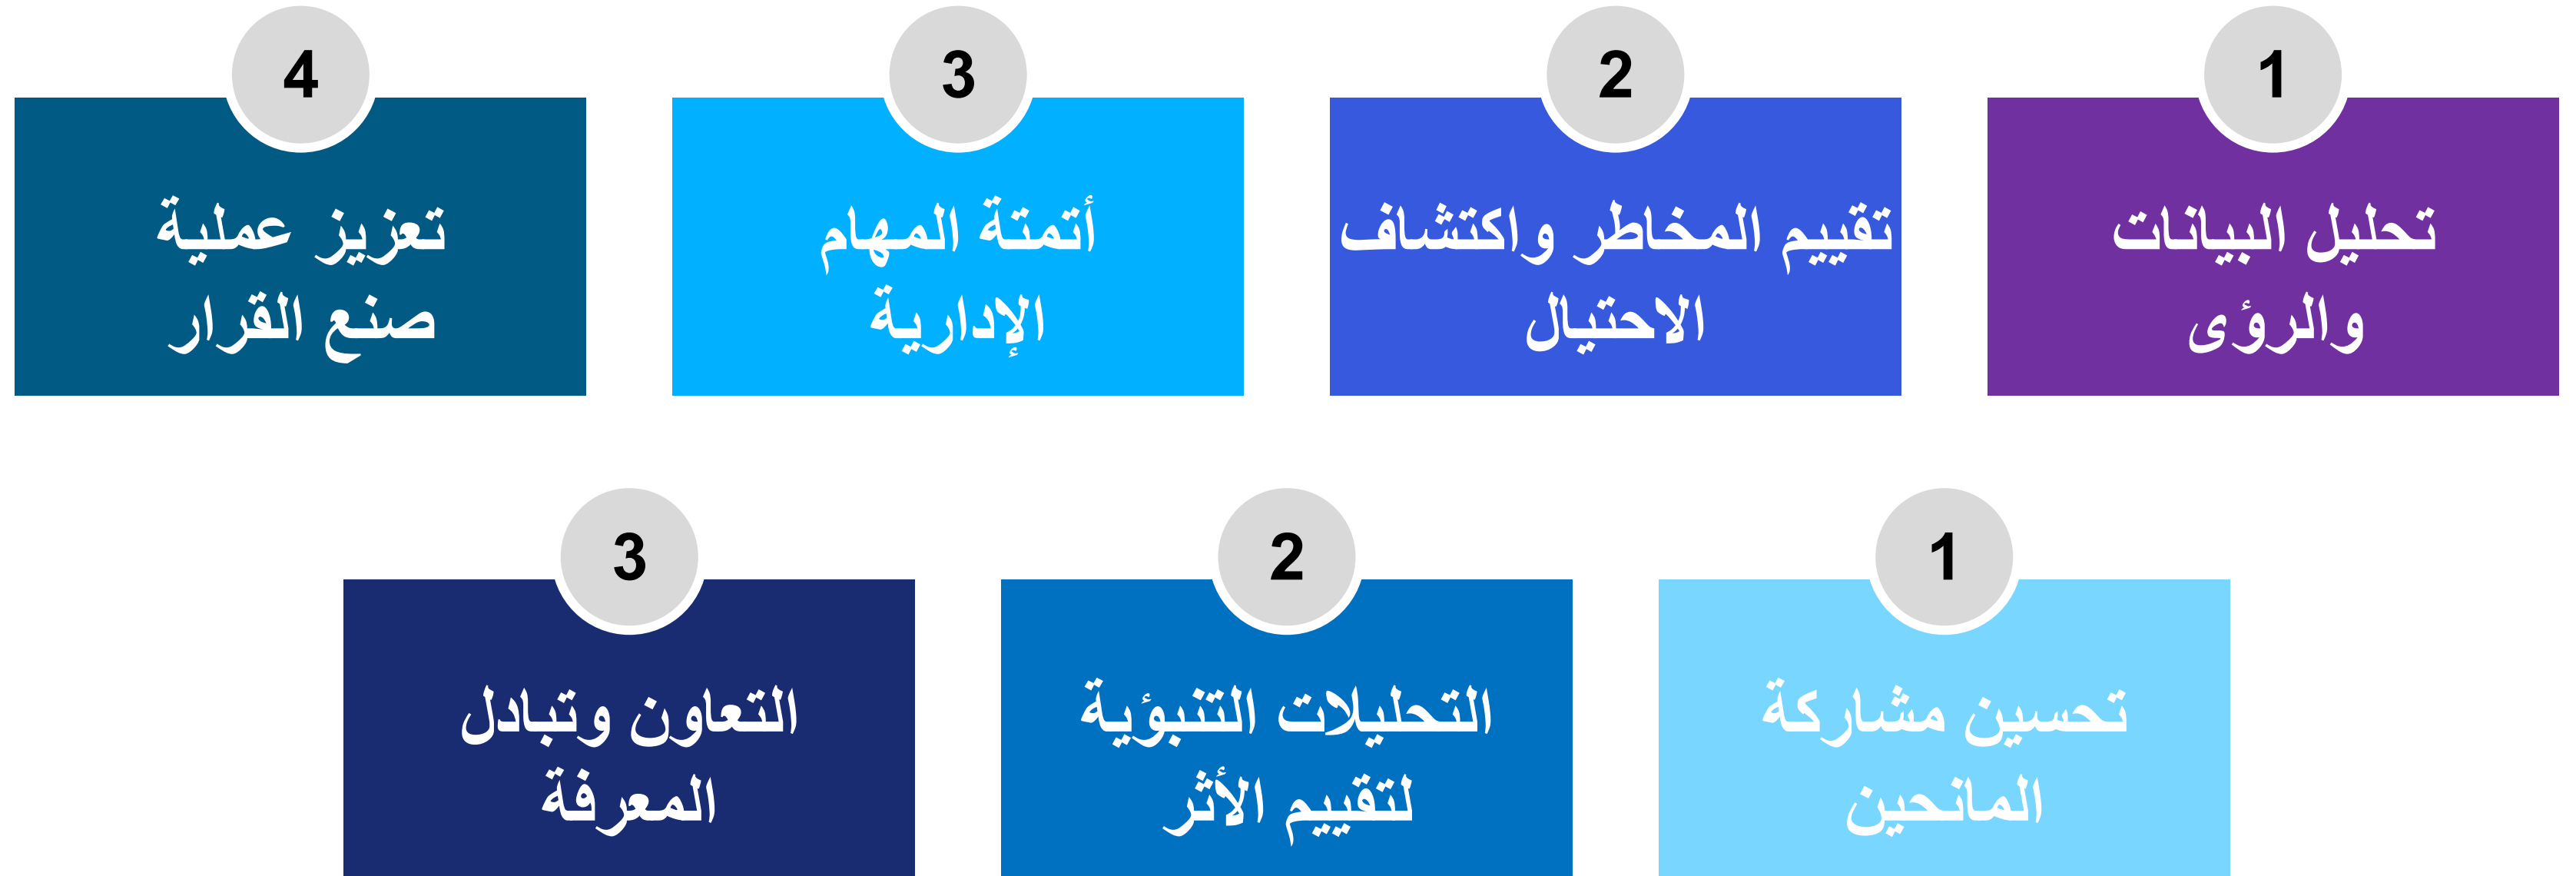 1
تحليل البيانات
والرؤى
2
تقييم المخاطر واكتشاف
الاحتيال
3
أتمتة المهام
الإدارية
4
تعزيز عملية
صنع القرار
1
تحسين مشاركة
المانحين
2
التحليلات التنبؤية
لتقييم الأثر
3
التعاون وتبادل
المعرفة